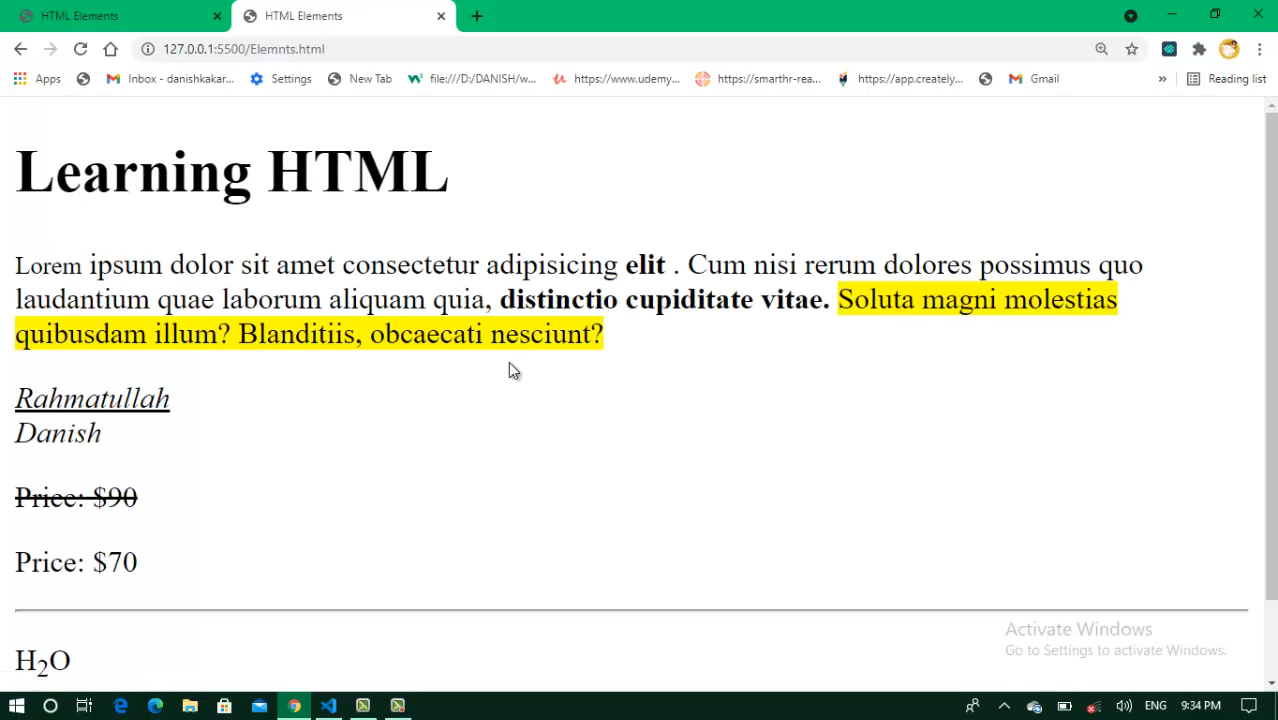 HTML Elements
HTML Elements
127.0.0.1:5500/Elemnts.html
Apps
Inbox - danishkakar...
Settings
New Tab
file:///D:/DANISH/w...
https://www.udemy...
https://smarthr-rea...
https://app.creately...
Gmail
»
Reading list
Learning HTML
Lorem ipsum dolor sit amet consectetur adipisicing elit . Cum nisi rerum dolores possimus quo
laudantium quae laborum aliquam quia, distinctio cupiditate vitae. Soluta magni molestias
quibusdam illum? Blanditiis, obcaecati nesciunt?
Rahmatullah
Danish
Price: $90
Price: $70
Activate Windows
Go to Settings to activate Windows.
H₂O
ENG
9:34 PM